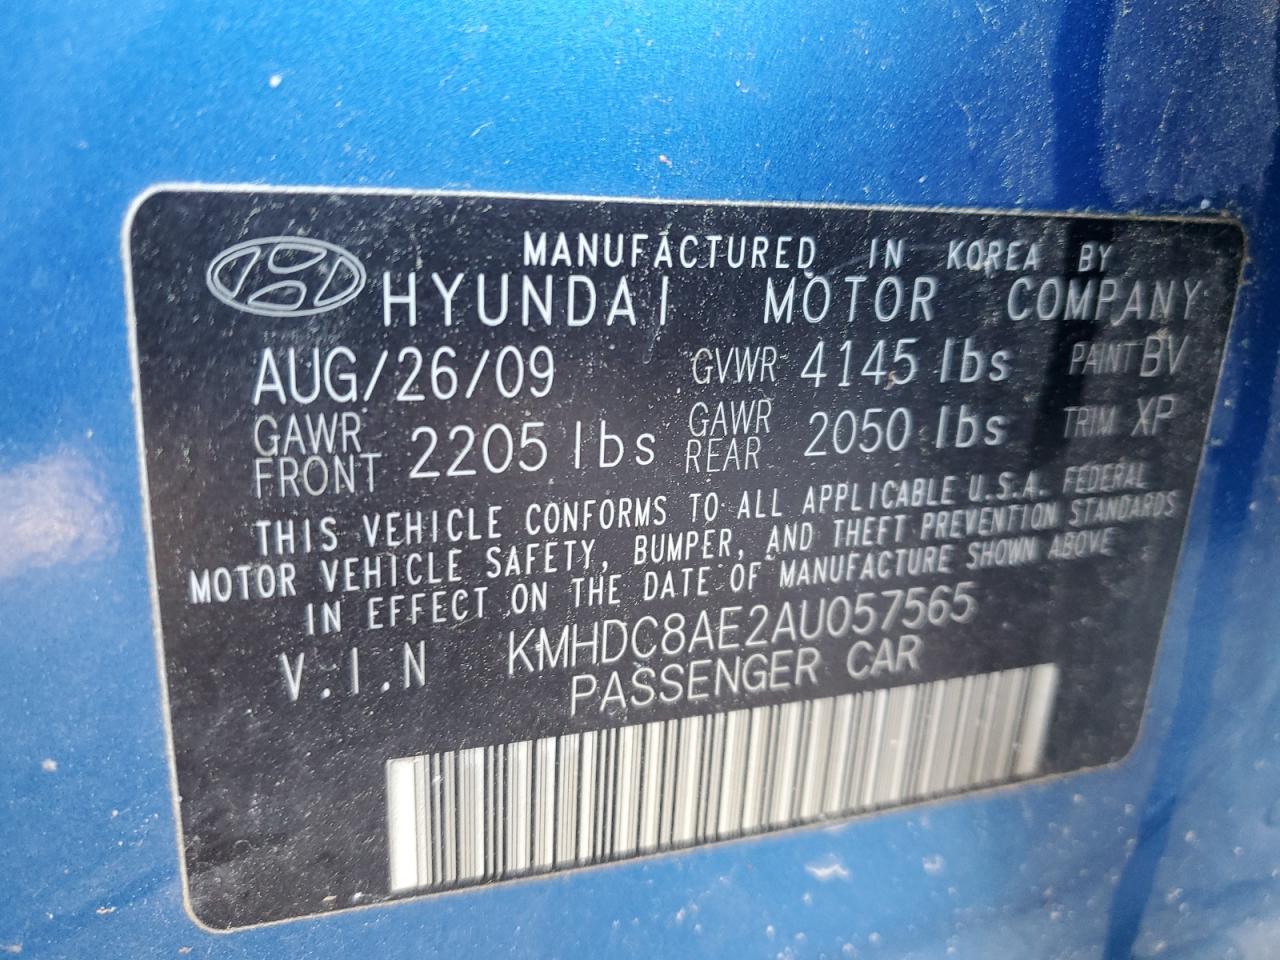 MANUFACTURED IN KOREA BY
HYUNDAI MOTOR COMPANY
AUG/26/09 GVWR 4145 lbs PAINT BV
GAWR FRONT 2205 lbs GAWR REAR 2050 lbs TRIM XP
THIS VEHICLE CONFORMS TO ALL APPLICABLE U.S.A. FEDERAL
MOTOR VEHICLE SAFETY, BUMPER, AND THEFT PREVENTION STANDARDS
IN EFFECT ON THE DATE OF MANUFACTURE SHOWN ABOVE
V.I.N KMHDC8AE2AU057565
PASSENGER CAR